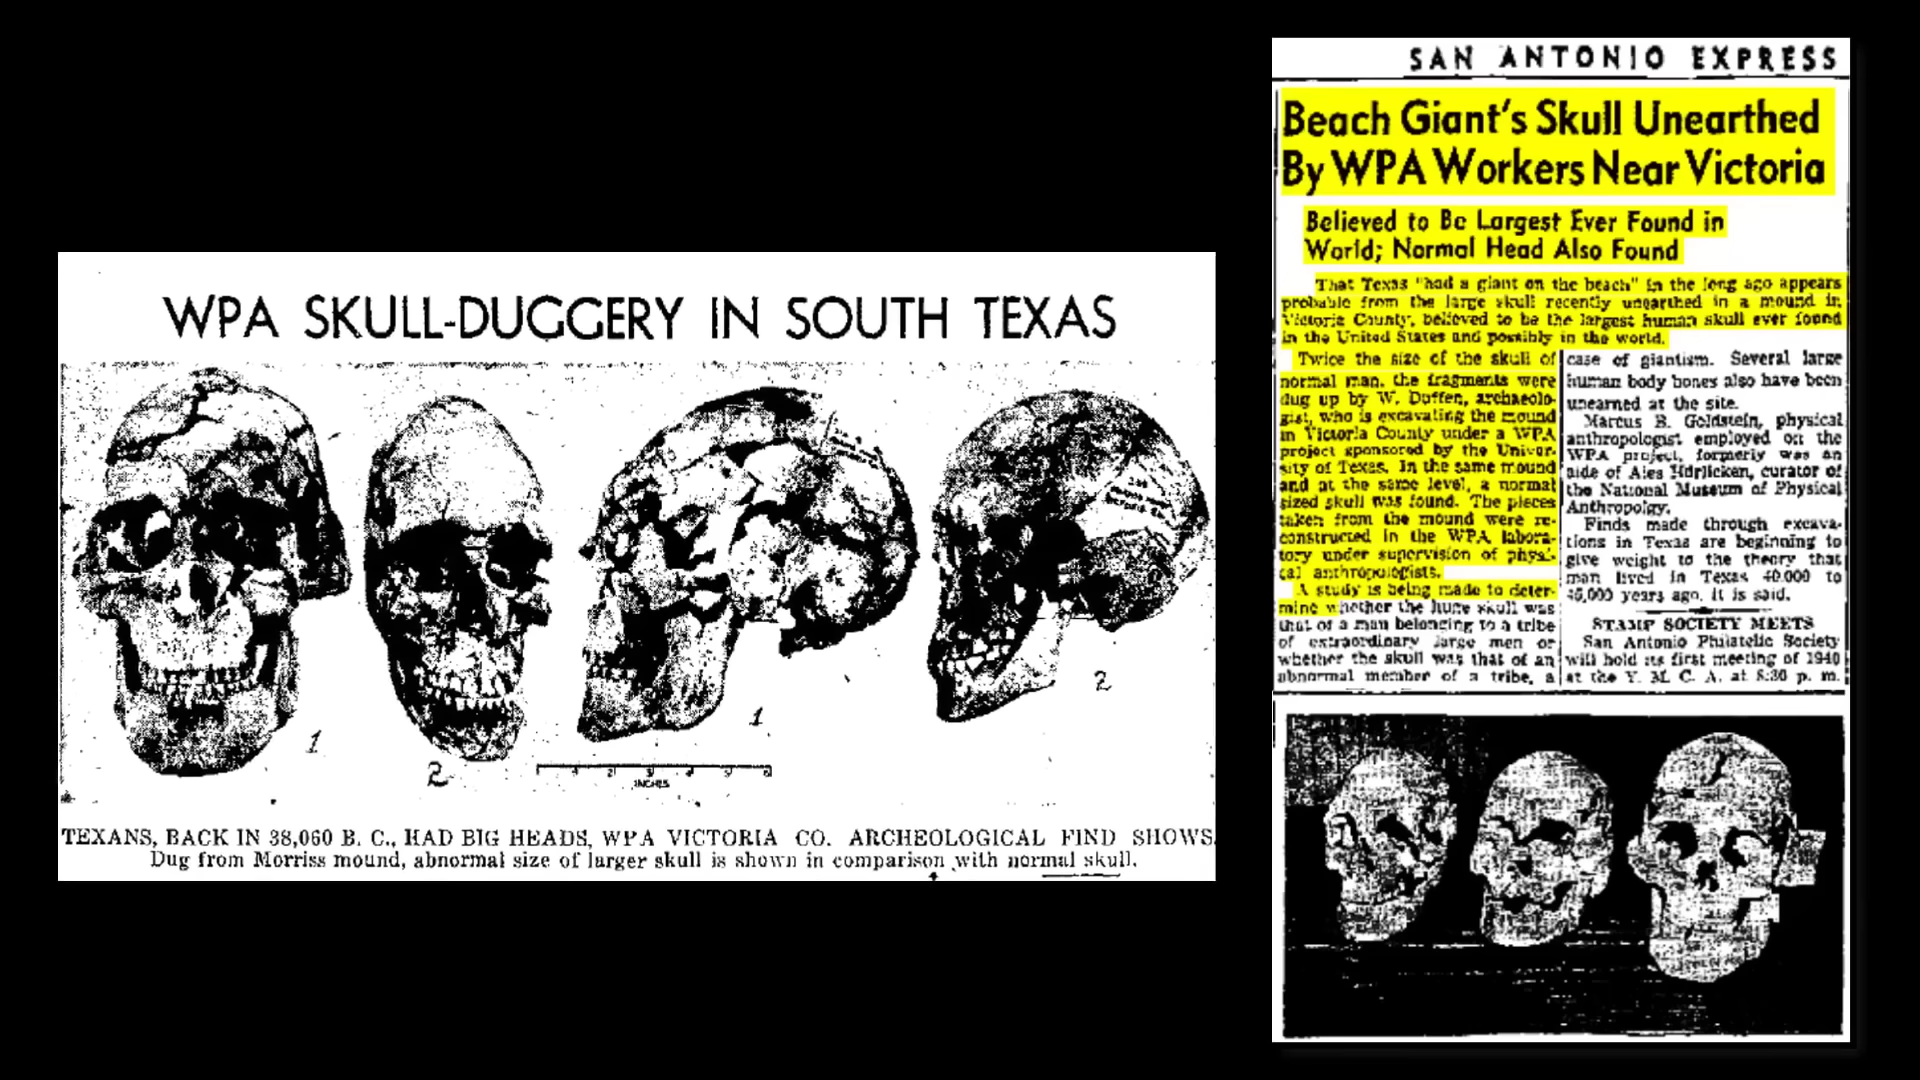 WPA SKULL-DUGGERY IN SOUTH TEXAS
1
2
1
2
1 2 3 4 5 6
INCHES
TEXANS, BACK IN 38,060 B. C., HAD BIG HEADS, WPA VICTORIA CO. ARCHEOLOGICAL FIND SHOWS.
Dug from Morriss mound, abnormal size of larger skull is shown in comparison with normal skull.
SAN ANTONIO EXPRESS
Beach Giant's Skull Unearthed
By WPA Workers Near Victoria
Believed to Be Largest Ever Found in
World; Normal Head Also Found
That Texas "had a giant on the beach" in the long ago appears
probable from the large skull recently unearthed in a mound in
Victoria County, believed to be the largest human skull ever found
in the United States and possibly in the world.
Twice the size of the skull of
normal man, the fragments were
dug up by W. Duffen, archaeolo-
gist, who is excavating the mound
in Victoria County under a WPA
project sponsored by the Univer-
sity of Texas. In the same mound
and at the same level, a normal
sized skull was found. The pieces
taken from the mound were re-
constructed in the WPA labora-
tory under supervision of physi-
cal anthropologists.
A study is being made to deter-
mine whether the huge skull was
that of a man belonging to a tribe
of extraordinary large men or
whether the skull was that of an
abnormal member of a tribe, a
case of giantism. Several large
human body bones also have been
unearned at the site.
Marcus B. Goldstein, physical
anthropologist employed on the
WPA project, formerly was an
aide of Ales Hdrlicken, curator of
the National Museum of Physical
Anthropolgy.
Finds made through excava-
tions in Texas are beginning to
give weight to the theory that
man lived in Texas 40,000 to
45,000 years ago, it is said.
STAMP SOCIETY MEETS
San Antonio Philatelic Society
will hold its first meeting of 1940
at the Y. M. C. A. at 8:30 p. m.